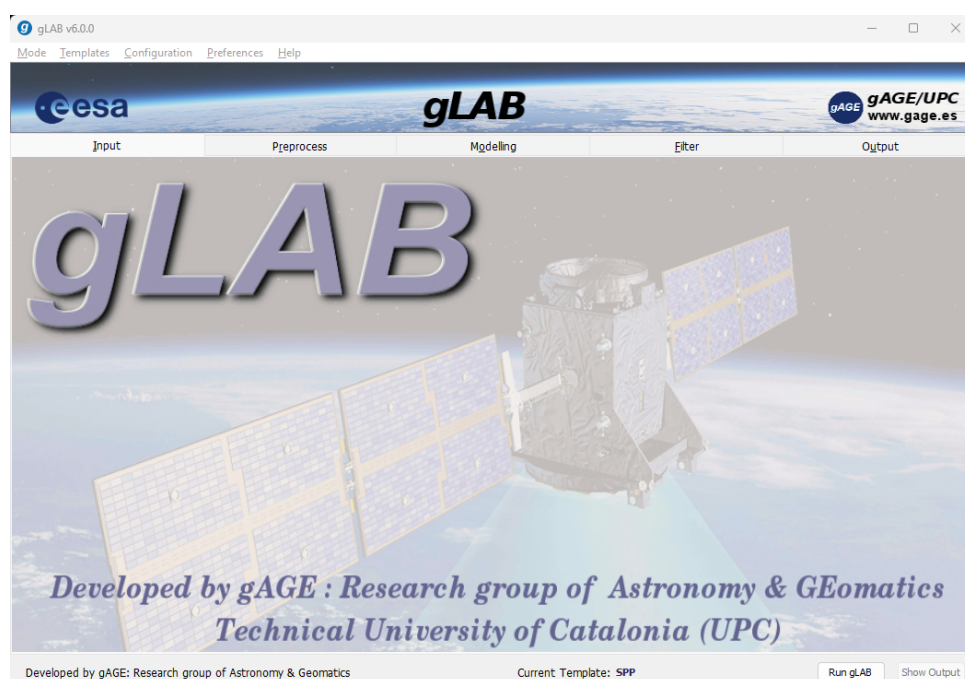 gLAB v6.0.0
Mode Templates Configuration Preferences Help
esa
gLAB
gAGE
gAGE/UPC
www.gage.es
Input Preprocess Modeling Filter Output
gLAB
Developed by gAGE : Research group of Astronomy & GEomatics
Technical University of Catalonia (UPC)
Developed by gAGE: Research group of Astronomy & Geomatics Current Template: SPP Run gLAB Show Output